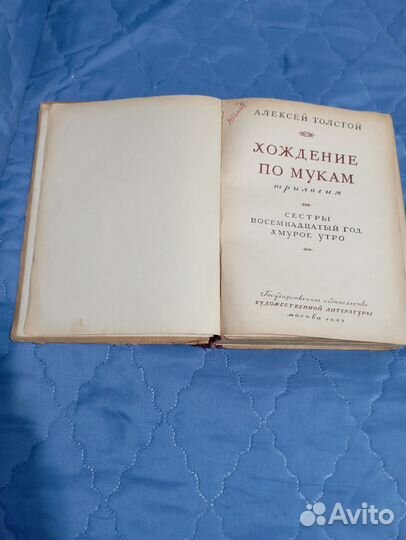 АЛЕКСЕЙ ТОЛСТОЙ
ХОЖДЕНИЕ
ПО МУКАМ
трилогия
СЕСТРЫ
ВОСЕМНАДЦАТЫЙ ГОД
ХМУРОЕ УТРО
Государственное издательство
ХУДОЖЕСТВЕННОЙ ЛИТЕРАТУРЫ
москва
Avito